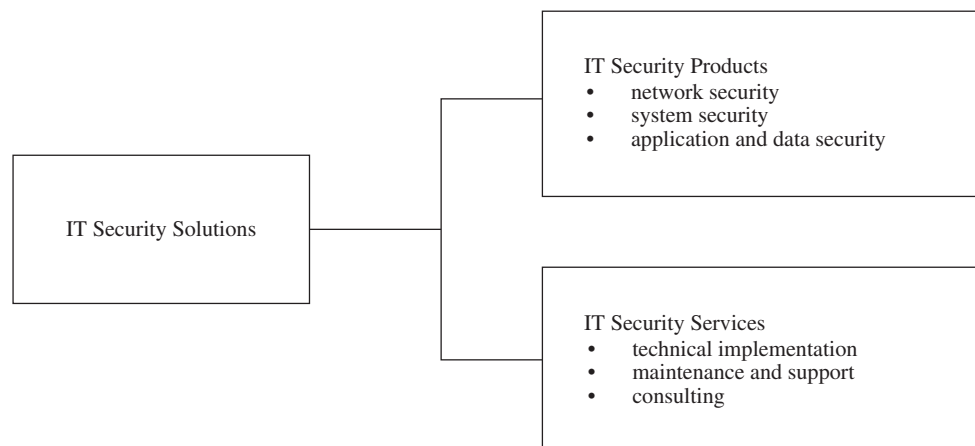 IT Security Solutions
IT Security Products
• network security
• system security
• application and data security
IT Security Services
• technical implementation
• maintenance and support
• consulting